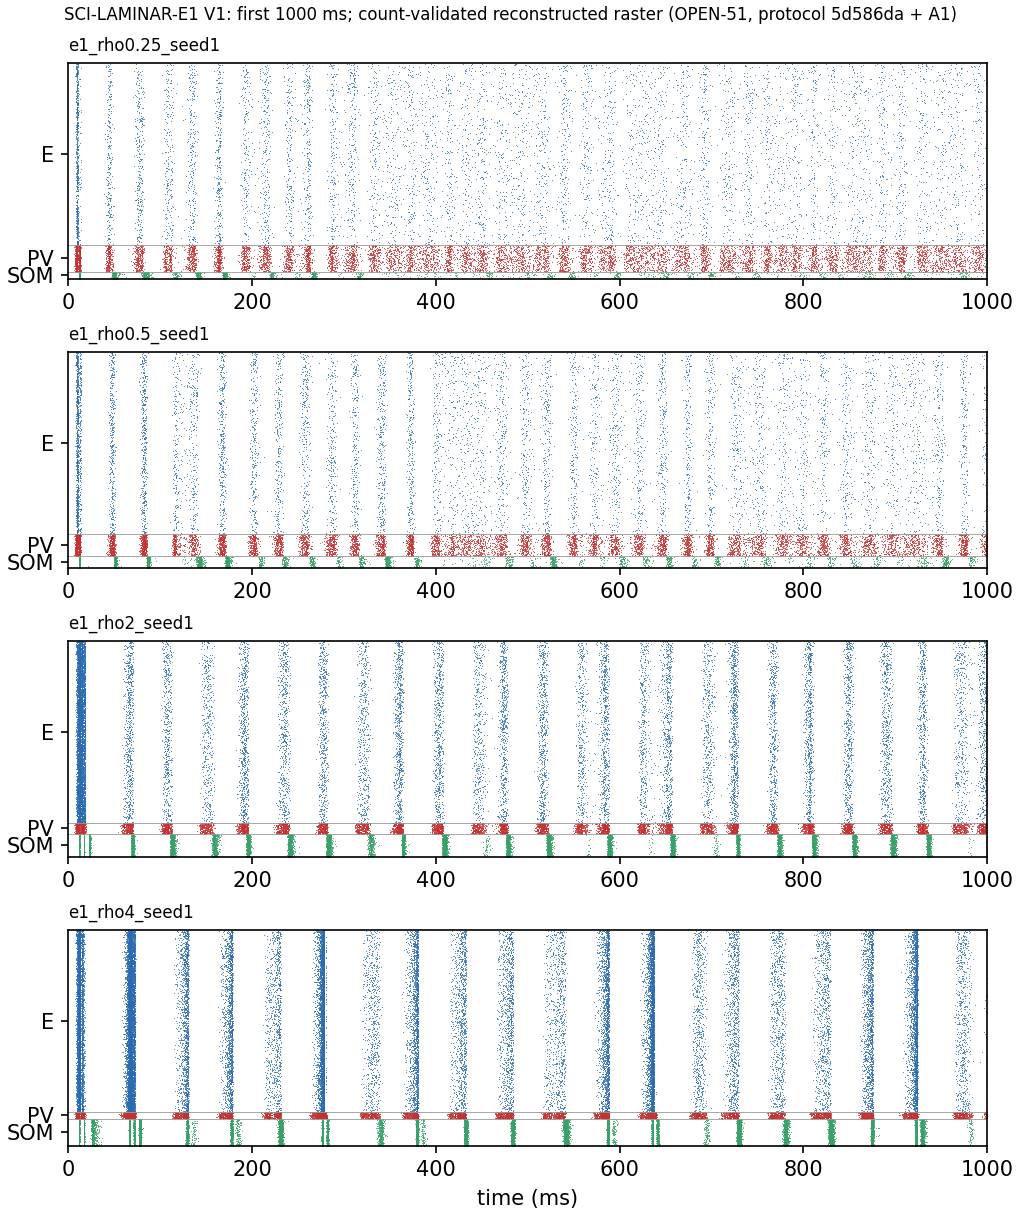 SCI-LAMINAR-E1 V1: first 1000 ms; count-validated reconstructed raster (OPEN-51, protocol 5d586da + A1)
e1_rho0.25_seed1
E
PV
SOM
0 200 400 600 800 1000
e1_rho0.5_seed1
E
PV
SOM
0 200 400 600 800 1000
e1_rho2_seed1
E
PV
SOM
0 200 400 600 800 1000
e1_rho4_seed1
E
PV
SOM
0 200 400 600 800 1000
time (ms)